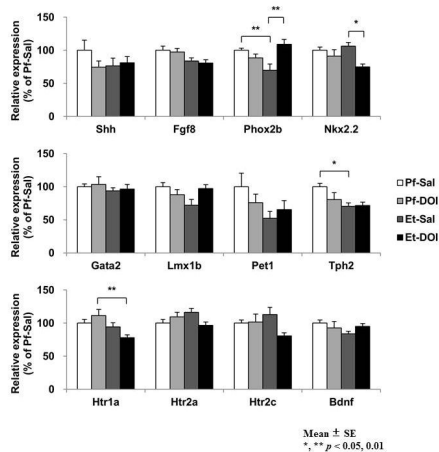 Relative expression
(% of Pf-Sal)
150
100
50
0
**
**
*
Shh Fgf8 Phox2b Nkx2.2
Relative expression
(% of Pf-Sal)
150
100
50
0
*
Gata2 Lmx1b Pet1 Tph2
Pf-Sal
Pf-DOI
Et-Sal
Et-DOI
Relative expression
(% of Pf-Sal)
150
100
50
0
**
Htr1a Htr2a Htr2c Bdnf
Mean ± SE
*, ** p < 0.05, 0.01